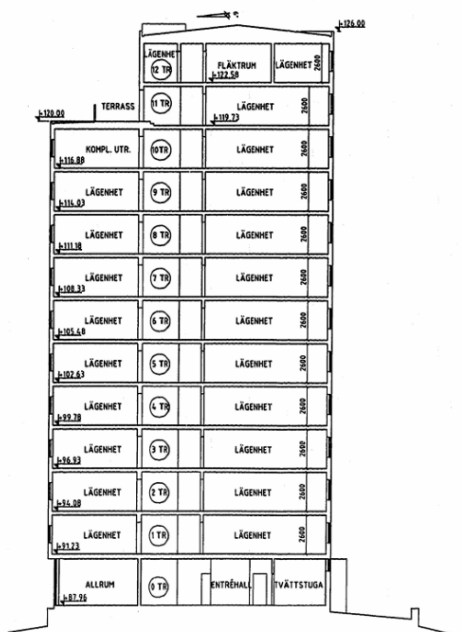 +126.00
LÄGENHET
12 TR
FLÄKTRUM
LÄGENHET
2600
+122.58
TERRASS
11 TR
LÄGENHET
2600
+120.00
+119.73
KOMPL. UTR.
10 TR
LÄGENHET
2600
+116.88
LÄGENHET
9 TR
LÄGENHET
2600
+114.03
LÄGENHET
8 TR
LÄGENHET
2600
+111.18
LÄGENHET
7 TR
LÄGENHET
2600
+108.33
LÄGENHET
6 TR
LÄGENHET
2600
+105.48
LÄGENHET
5 TR
LÄGENHET
2600
+102.63
LÄGENHET
4 TR
LÄGENHET
2600
+99.78
LÄGENHET
3 TR
LÄGENHET
2600
+96.93
LÄGENHET
2 TR
LÄGENHET
2600
+94.08
LÄGENHET
1 TR
LÄGENHET
2600
+91.23
ALLRUM
0 TR
ENTRÉHALL
TVÄTTSTUGA
+87.96